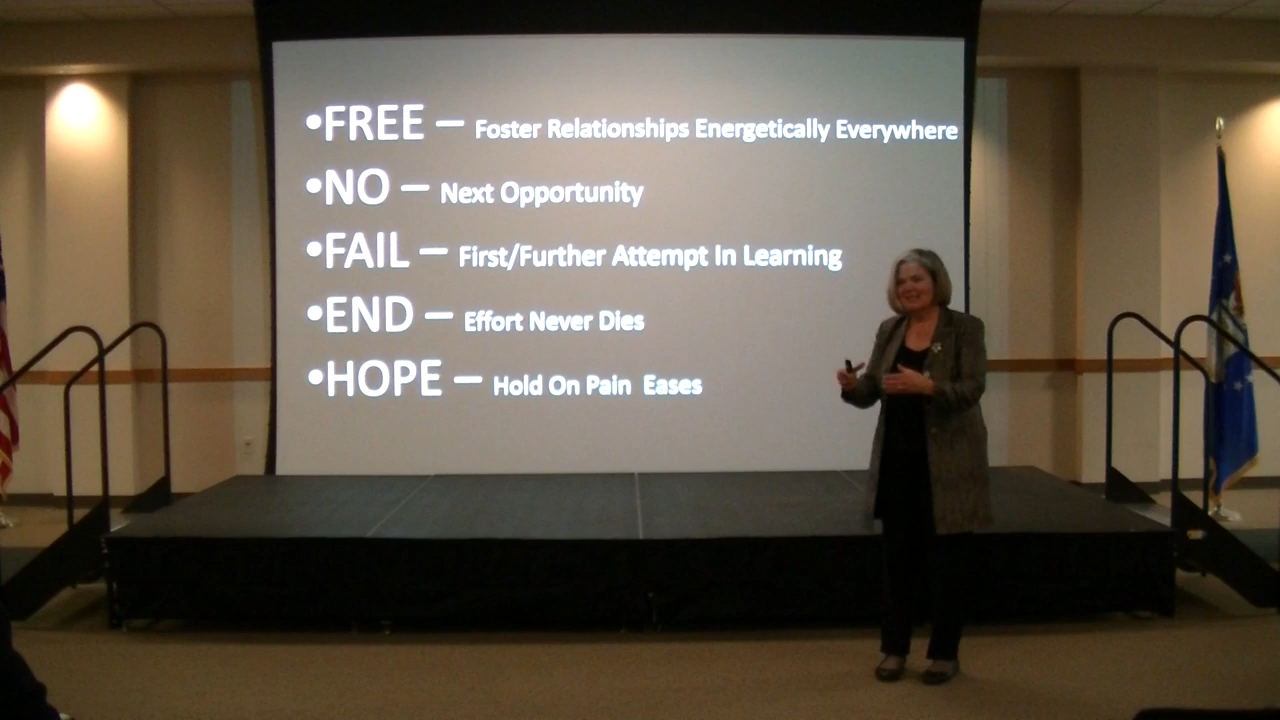 •FREE – Foster Relationships Energetically Everywhere
•NO – Next Opportunity
•FAIL – First/Further Attempt In Learning
•END – Effort Never Dies
•HOPE – Hold On Pain Eases